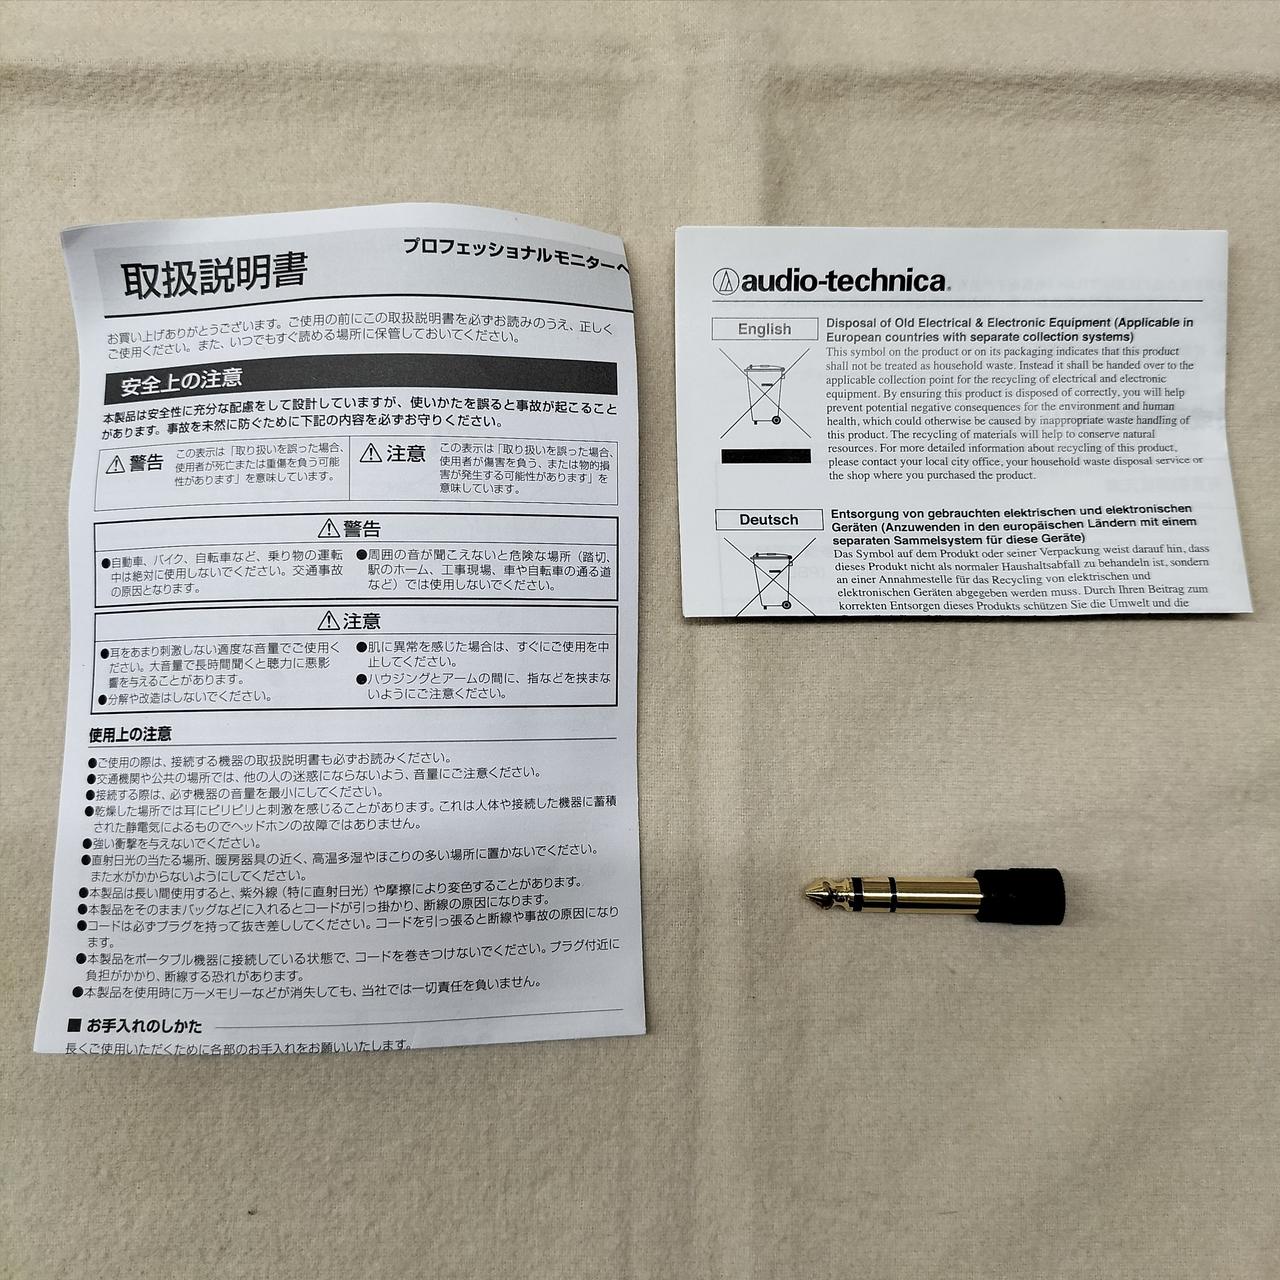 取扱説明書
プロフェッショナルモニターヘ
お買い上げありがとうございます。ご使用の前にこの取扱説明書を必ずお読みのうえ、正しく
ご使用ください。また、いつでもすぐ読める場所に保管しておいてください。
安全上の注意
本製品は安全性に充分な配慮をして設計していますが、使いかたを誤ると事故が起こること
があります。事故を未然に防ぐために下記の内容を必ずお守りください。
⚠警告
この表示は「取り扱いを誤った場合、
使用者が死亡または重傷を負う可能
性があります」を意味しています。
⚠注意
この表示は「取り扱いを誤った場合、
使用者が傷害を負う、または物的損
害が発生する可能性があります」を
意味しています。
⚠警告
●自動車、バイク、自転車など、乗り物の運転
中は絶対に使用しないでください。交通事故
の原因となります。
●周囲の音が聞こえないと危険な場所（踏切、
駅のホーム、工事現場、車や自転車の通る道
など）では使用しないでください。
⚠注意
●耳をあまり刺激しない適度な音量でご使用く
ださい。大音量で長時間聞くと聴力に悪影
響を与えることがあります。
●分解や改造はしないでください。
●肌に異常を感じた場合は、すぐにご使用を中
止してください。
●ハウジングとアームの間に、指などを挟まな
いようにご注意ください。
使用上の注意
●ご使用の際は、接続する機器の取扱説明書も必ずお読みください。
●交通機関や公共の場所では、他の人の迷惑にならないよう、音量にご注意ください。
●接続する際は、必ず機器の音量を最小にしてください。
●乾燥した場所では耳にピリピリと刺激を感じることがあります。これは人体や接続した機器に蓄積
された静電気によるものでヘッドホンの故障ではありません。
●強い衝撃を与えないでください。
●直射日光の当たる場所、暖房器具の近く、高温多湿やほこりの多い場所に置かないでください。
また水がかからないようにしてください。
●本製品は長い間使用すると、紫外線（特に直射日光）や摩擦により変色することがあります。
●本製品をそのままバッグなどに入れるとコードが引っ掛かり、断線の原因になります。
●コードは必ずプラグを持って抜き差ししてください。コードを引っ張ると断線や事故の原因になり
ます。
●本製品をポータブル機器に接続している状態で、コードを巻きつけないでください。プラグ付近に
負担がかかり、断線する恐れがあります。
●本製品を使用時に万一メモリーなどが消失しても、当社では一切責任を負いません。
■ お手入れのしかた
長くご使用いただくために各部のお手入れをお願いいたします。
audio-technica®
English
Disposal of Old Electrical & Electronic Equipment (Applicable in
European countries with separate collection systems)
This symbol on the product or on its packaging indicates that this product
shall not be treated as household waste. Instead it shall be handed over to the
applicable collection point for the recycling of electrical and electronic
equipment. By ensuring this product is disposed of correctly, you will help
prevent potential negative consequences for the environment and human
health, which could otherwise be caused by inappropriate waste handling of
this product. The recycling of materials will help to conserve natural
resources. For more detailed information about recycling of this product,
please contact your local city office, your household waste disposal service or
the shop where you purchased the product.
Deutsch
Entsorgung von gebrauchten elektrischen und elektronischen
Geräten (Anzuwenden in den europäischen Ländern mit einem
separaten Sammelsystem für diese Geräte)
Das Symbol auf dem Produkt oder seiner Verpackung weist darauf hin, dass
dieses Produkt nicht als normaler Haushaltsabfall zu behandeln ist, sondern
an einer Annahmestelle für das Recycling von elektrischen und
elektronischen Geräten abgegeben werden muss. Durch Ihren Beitrag zum
korrekten Entsorgen dieses Produkts schützen Sie die Umwelt und die